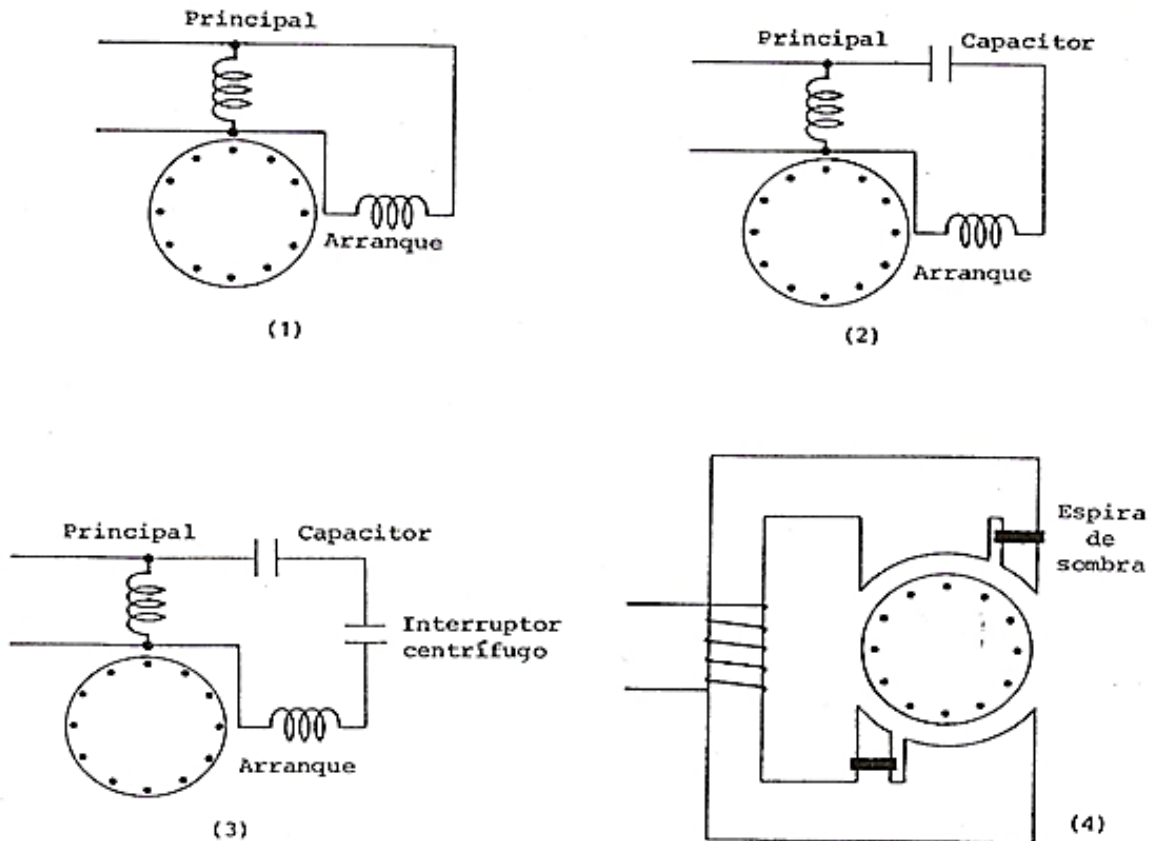 Principal
Arranque
(1)
Principal
Capacitor
Arranque
(2)
Principal
Capacitor
Interruptor
centrífugo
Arranque
(3)
Espira
de
sombra
(4)